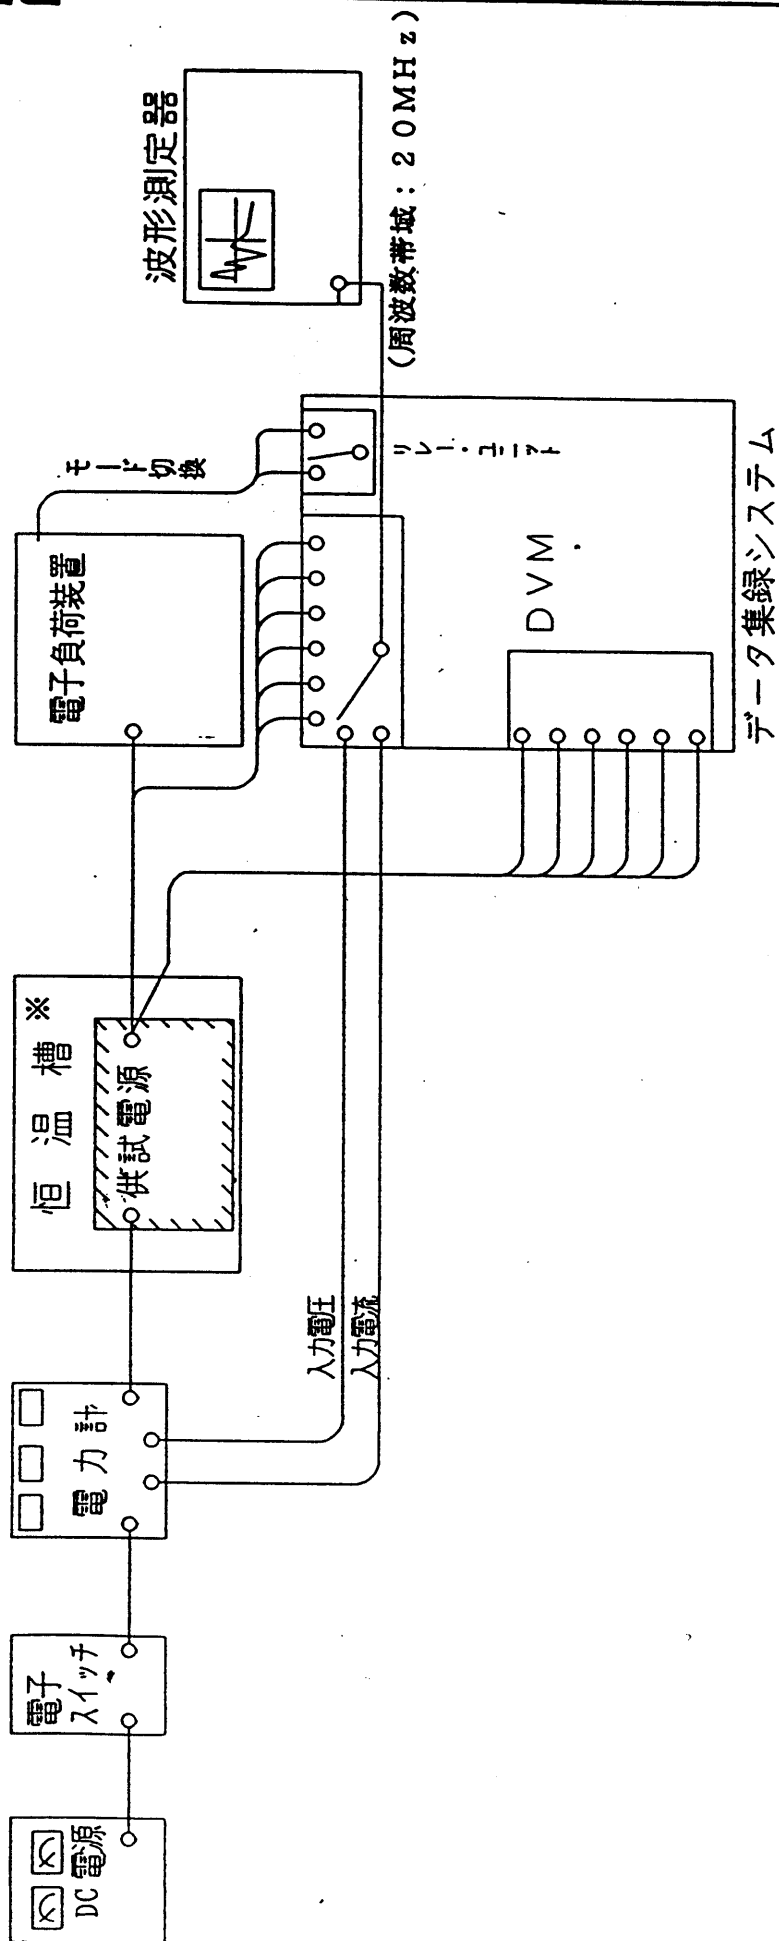 DC電源
電子
スイッチ
電力計
入力電圧
入力電流
恒温槽 ※
供試電源
電子負荷装置
モード切換
リレー・ユニット
DVM
データ集録システム
波形測定器
(周波数帯域:20MHz)